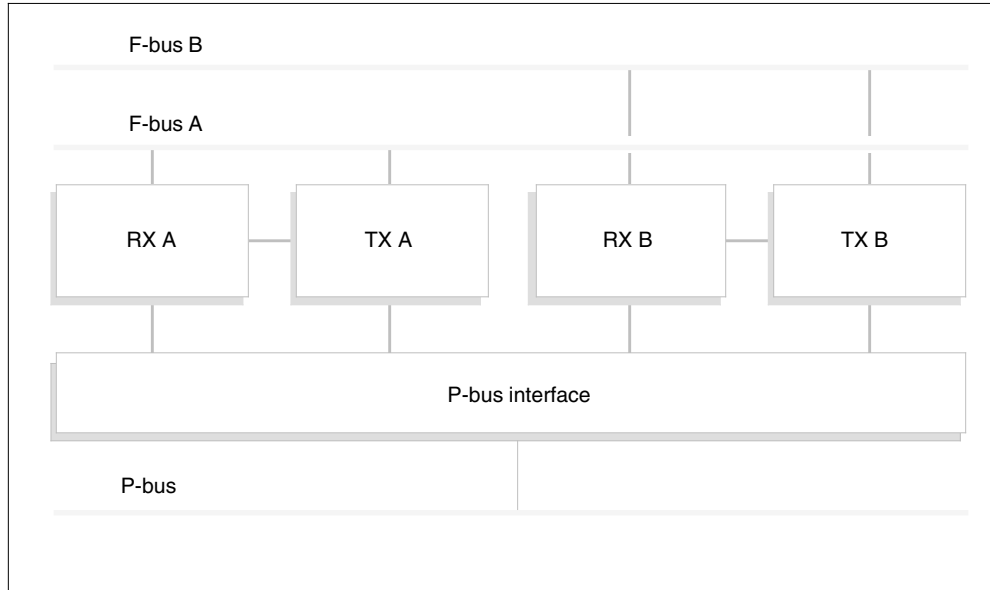 F-bus B
F-bus A
RX A
TX A
RX B
TX B
P-bus interface
P-bus